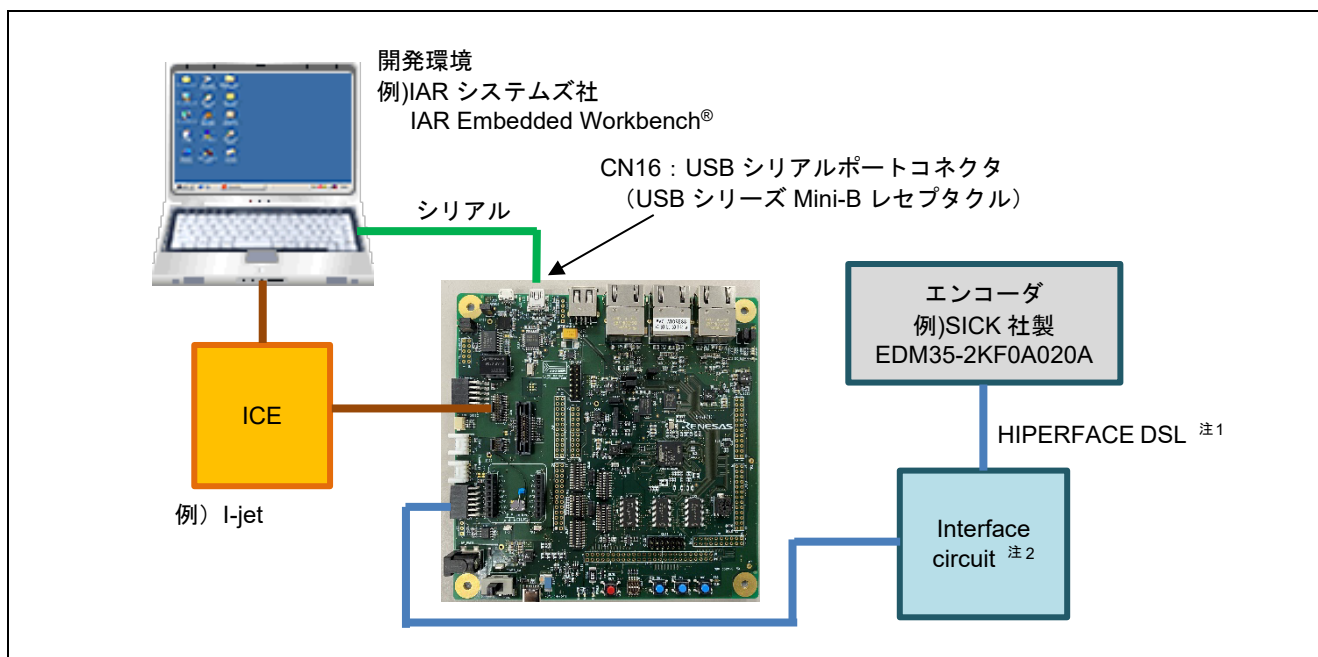 開発環境
例)IAR システムズ社
IAR Embedded Workbench®
CN16：USB シリアルポートコネクタ
（USB シリーズ Mini-B レセプタクル）
シリアル
エンコーダ
例)SICK 社製
EDM35-2KF0A020A
ICE
RENESAS
HIPERFACE DSL 注1
例）I-jet
Interface
circuit 注2